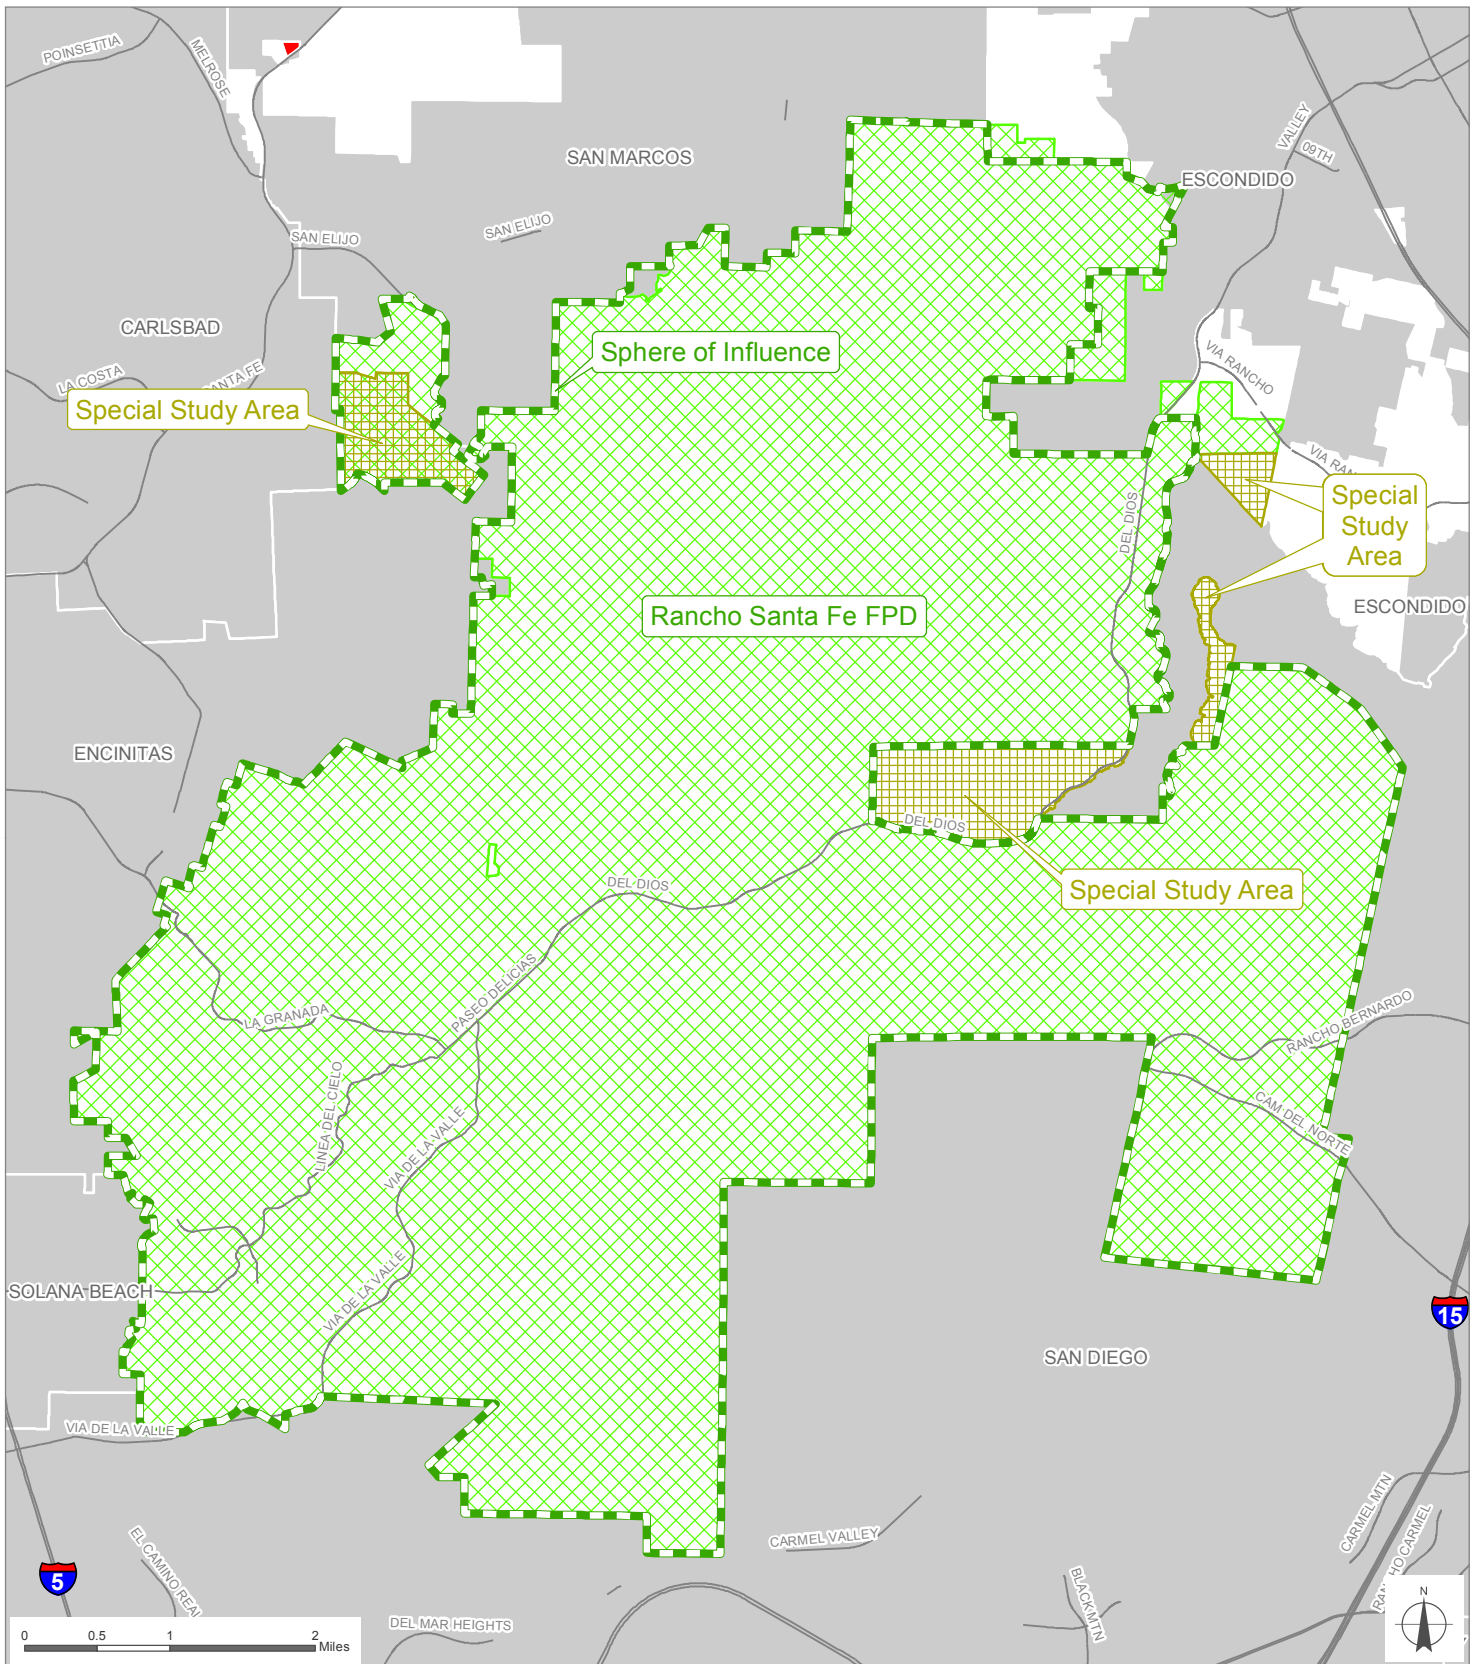 POINSETTIA
MELROSE
VALLEY
09TH
SAN MARCOS
ESCONDIDO
SAN ELIJO
SAN ELIJO
CARLSBAD
Sphere of Influence
VIA RANCHO
LA COSTA
SANTA FE
Special Study Area
VIA RAN
Special
Study
Area
DEL DIOS
Rancho Santa Fe FPD
ESCONDIDO
ENCINITAS
DEL DIOS
DEL DIOS
Special Study Area
PASEO DELICIAS
LA GRANADA
RANCHO BERNARDO
LINEA DEL CIELO
CAM DEL NORTE
VIA DE LA VALLE
VIA DE LA VALLE
SOLANA BEACH
15
SAN DIEGO
VIA DE LA VALLE
CARMEL MTN
RANCHO CARMEL
CARMEL VALLEY
EL CAMINO REAL
5
BLACK MTN
DEL MAR HEIGHTS
N
0 0.5 1 2
Miles